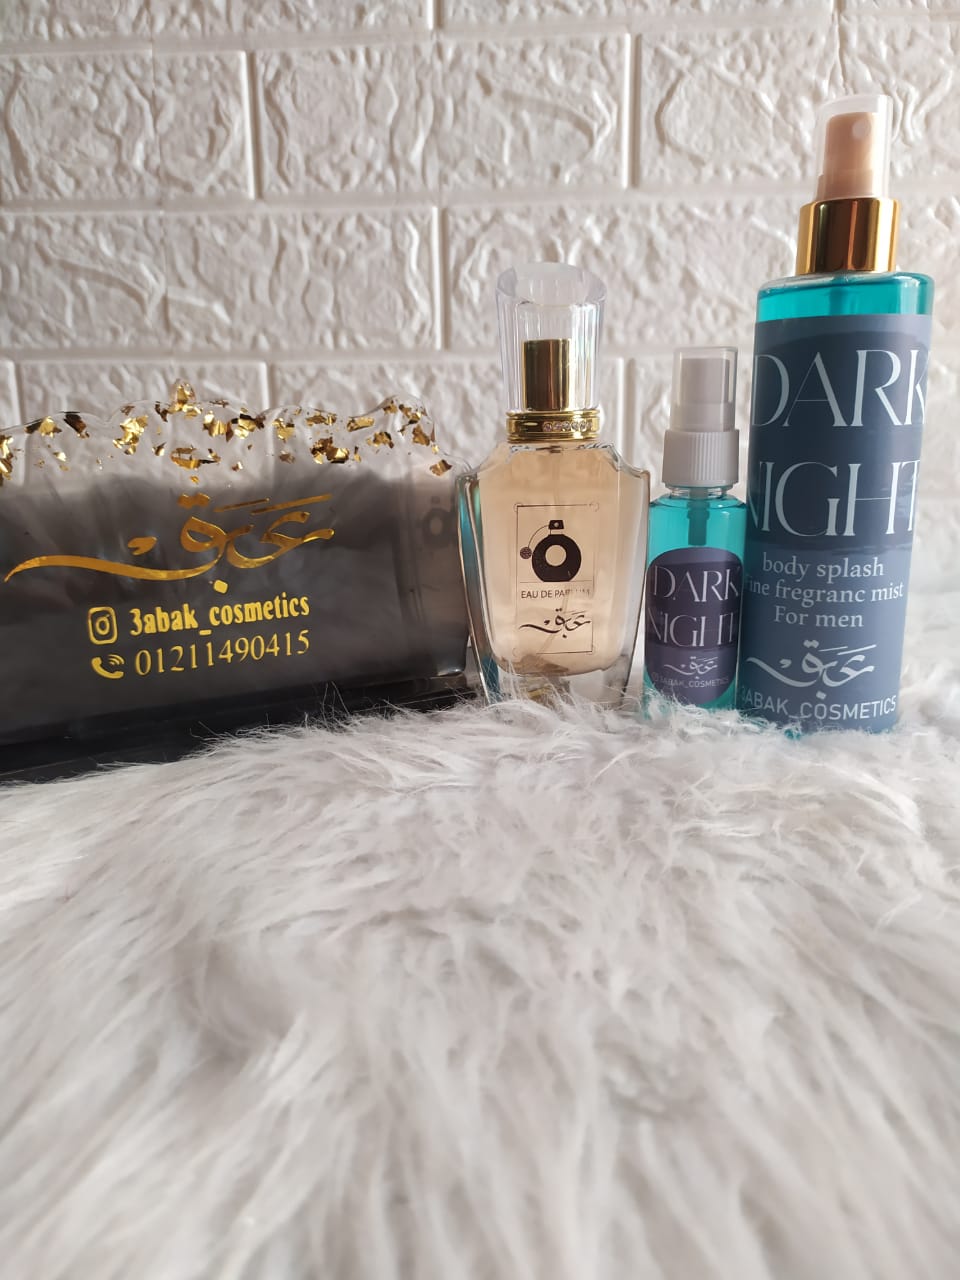 عبق
3abak_cosmetics
01211490415
EAU DE PARFUM
عبق
DARK
NIGHT
عبق
3ABAK_COSMETICS
DARK
NIGHT
body splash
fine fregranc mist
For men
عبق
3ABAK_COSMETICS